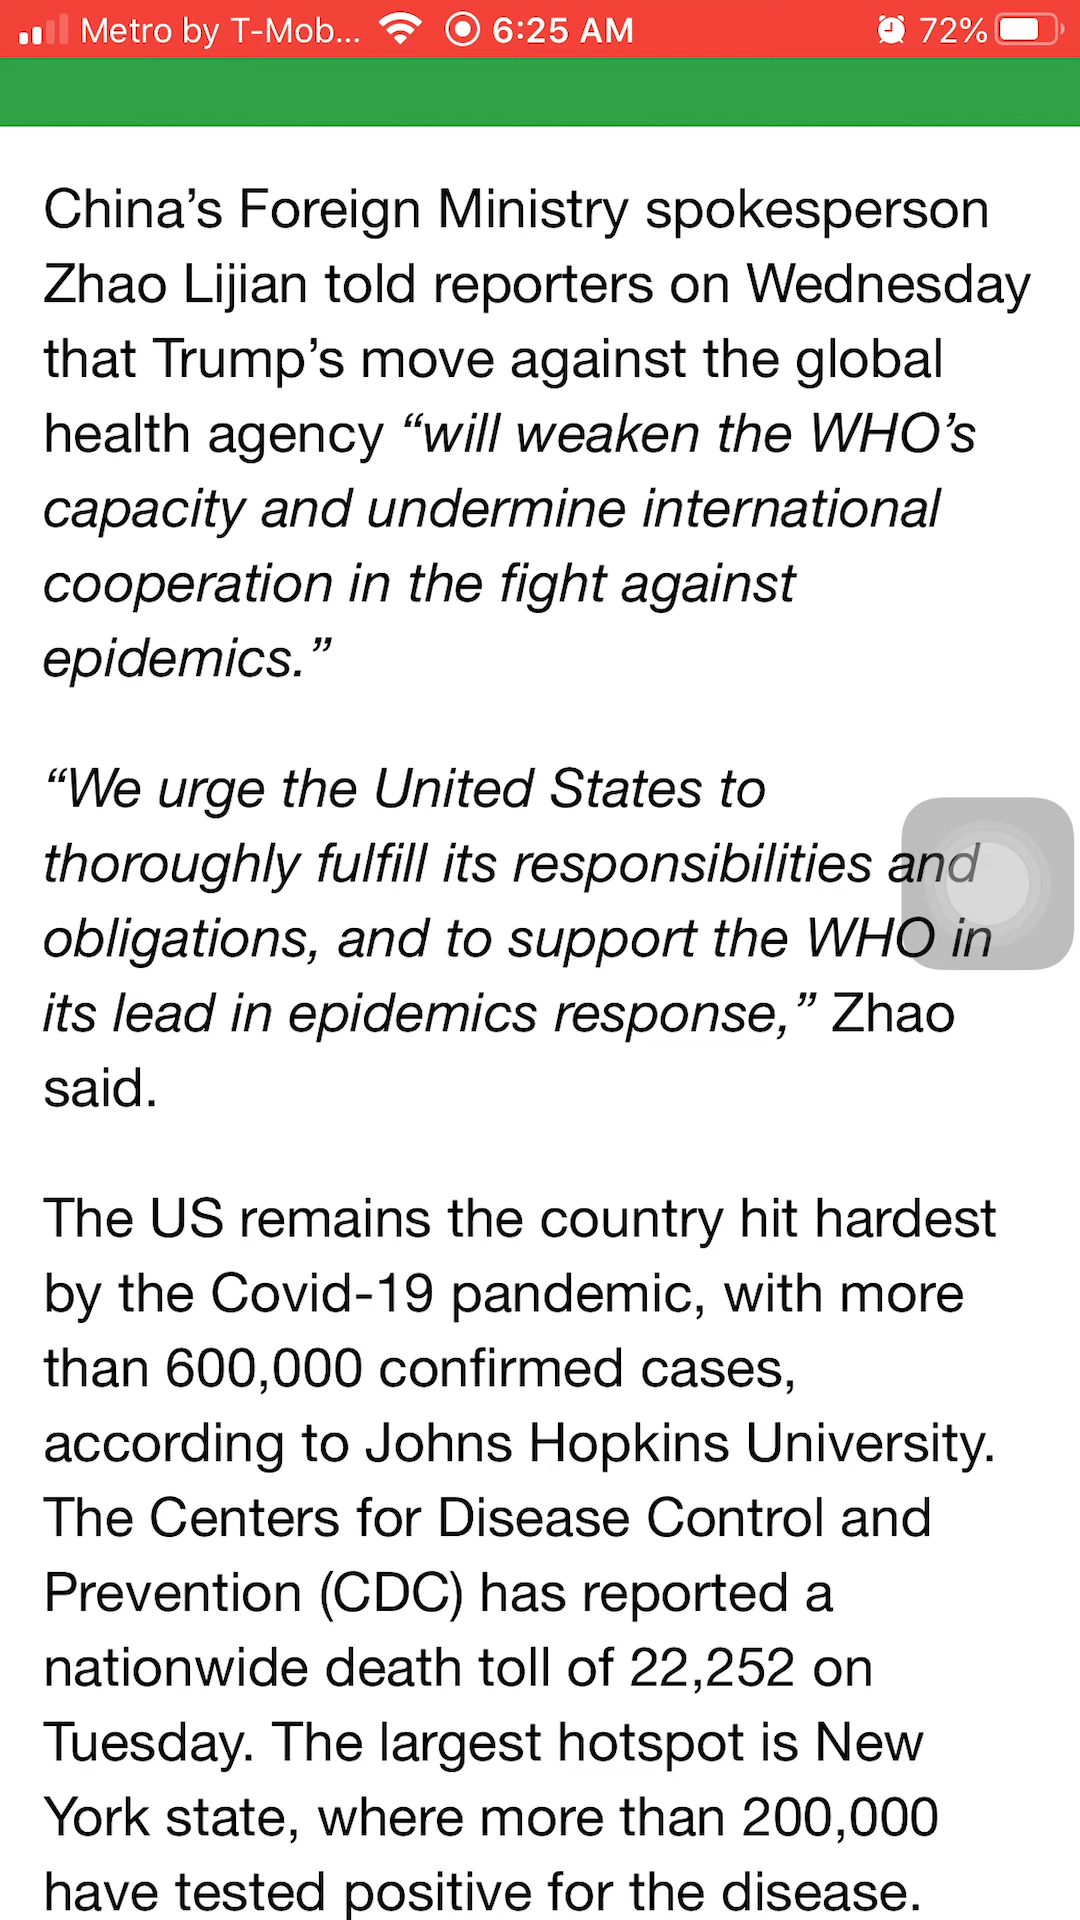 Metro by T-Mob... 6:25 AM 72%
China’s Foreign Ministry spokesperson
Zhao Lijian told reporters on Wednesday
that Trump’s move against the global
health agency “will weaken the WHO’s
capacity and undermine international
cooperation in the fight against
epidemics.”
“We urge the United States to
thoroughly fulfill its responsibilities and
obligations, and to support the WHO in
its lead in epidemics response,” Zhao
said.
The US remains the country hit hardest
by the Covid-19 pandemic, with more
than 600,000 confirmed cases,
according to Johns Hopkins University.
The Centers for Disease Control and
Prevention (CDC) has reported a
nationwide death toll of 22,252 on
Tuesday. The largest hotspot is New
York state, where more than 200,000
have tested positive for the disease.